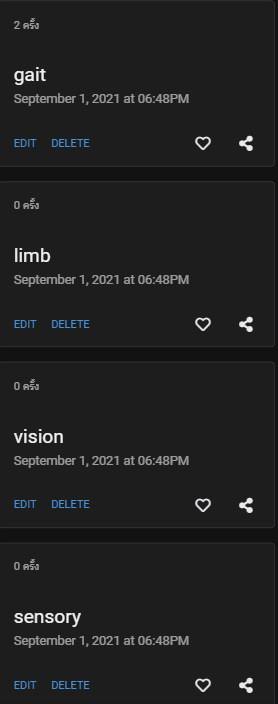 2 ครั้ง
gait
September 1, 2021 at 06:48PM
EDIT DELETE
0 ครั้ง
limb
September 1, 2021 at 06:48PM
EDIT DELETE
0 ครั้ง
vision
September 1, 2021 at 06:48PM
EDIT DELETE
0 ครั้ง
sensory
September 1, 2021 at 06:48PM
EDIT DELETE